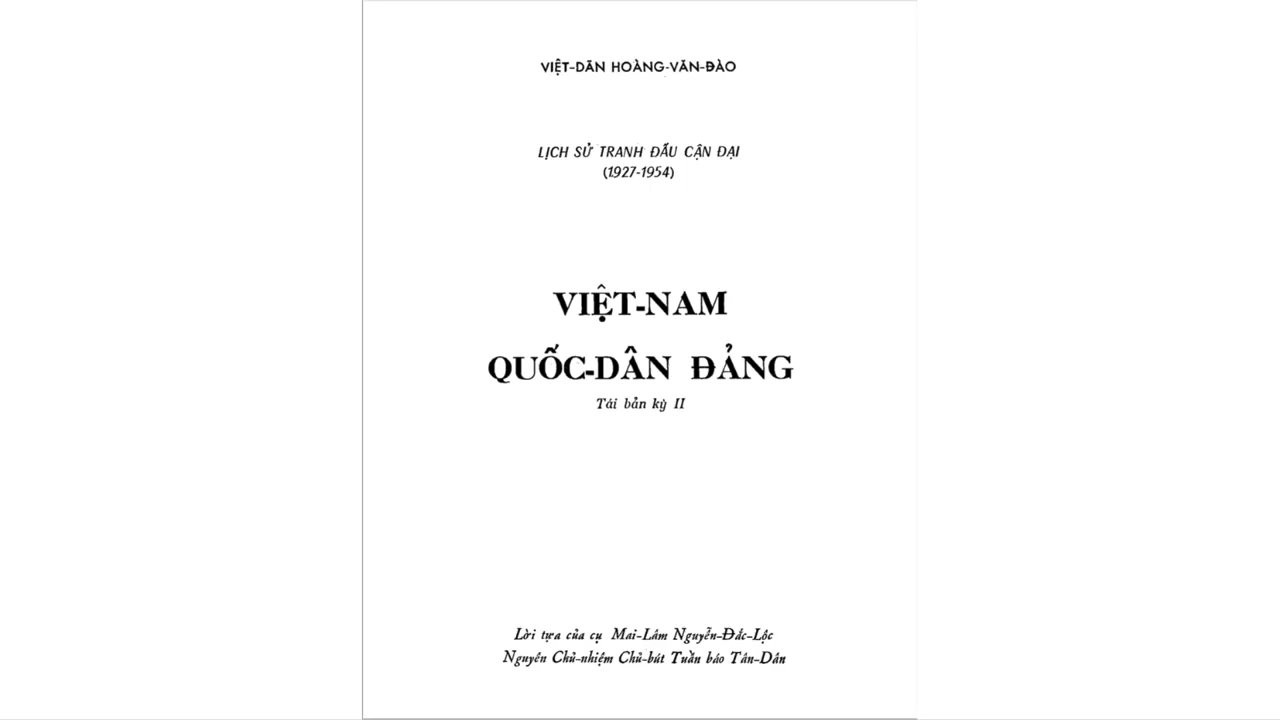 VIỆT-DÂN HOÀNG-VĂN-ĐÀO
LỊCH SỬ TRANH ĐẤU CẬN ĐẠI
(1927-1954)
VIỆT-NAM
QUỐC-DÂN ĐẢNG
Tái bản kỳ II
Lời tựa của cụ Mai-Lâm Nguyễn-Đắc-Lộc
Nguyên Chủ-nhiệm Chủ-bút Tuần báo Tân-Dân